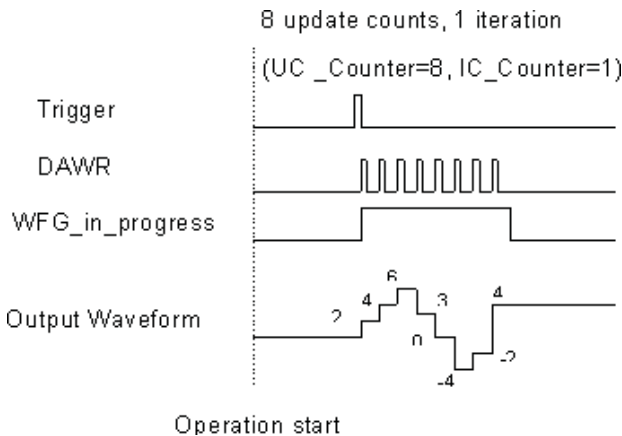 8 update counts, 1 iteration
(UC _Counter=8, IC_Counter=1)
Trigger
DAWR
WFG_in_progress
6
2 4 3 4
Output Waveform
0 -2
-4
Operation start